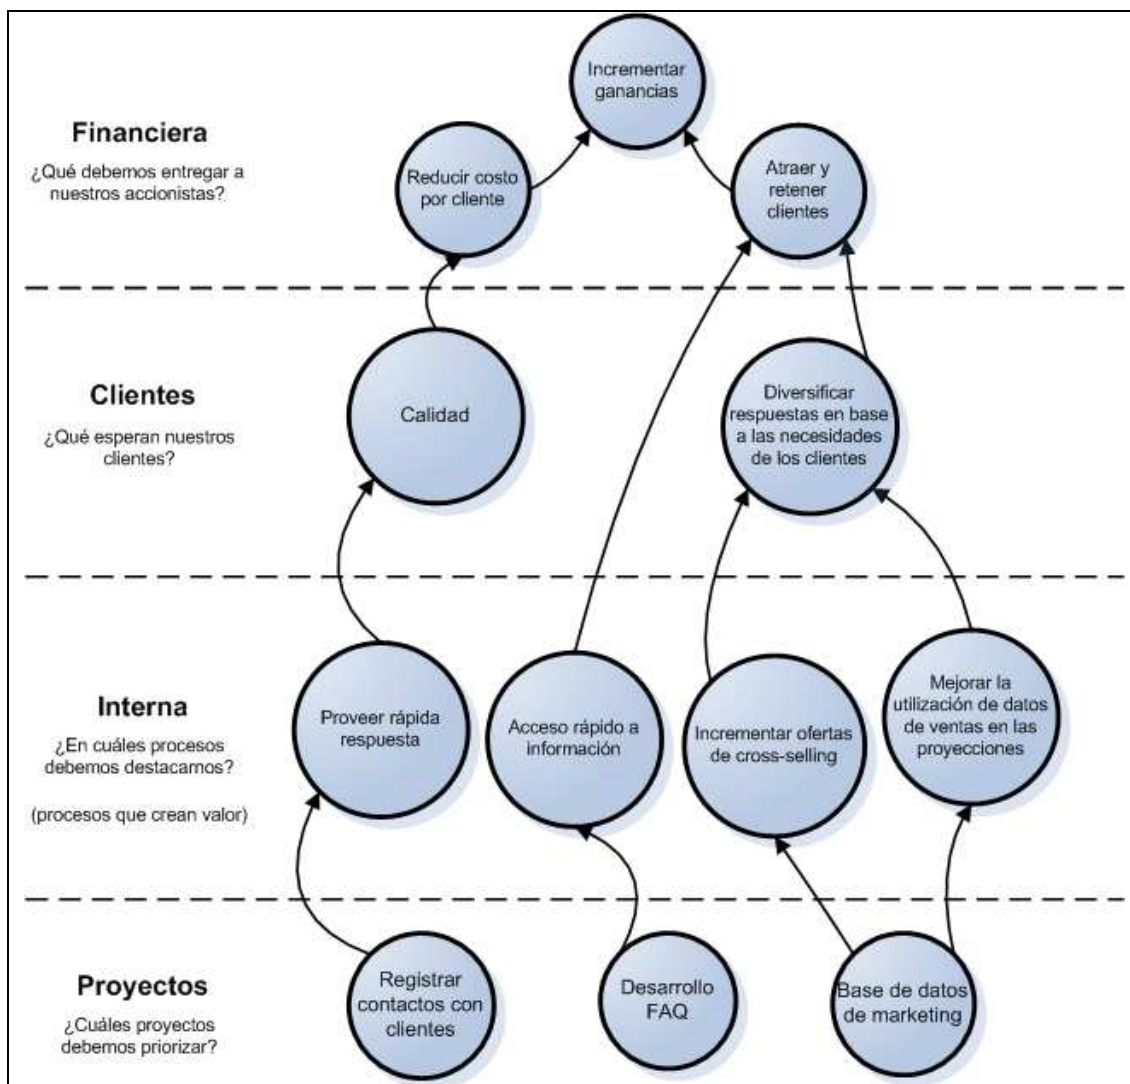 Financiera
¿Qué debemos entregar a
nuestros accionistas?
Incrementar
ganancias
Reducir costo
por cliente
Atraer y
retener
clientes
Clientes
¿Qué esperan nuestros
clientes?
Calidad
Diversificar
respuestas en base
a las necesidades
de los clientes
Interna
¿En cuáles procesos
debemos destacarnos?
(procesos que crean valor)
Proveer rápida
respuesta
Acceso rápido a
información
Incrementar ofertas
de cross-selling
Mejorar la
utilización de datos
de ventas en las
proyecciones
Proyectos
¿Cuáles proyectos
debemos priorizar?
Registrar
contactos con
clientes
Desarrollo
FAQ
Base de datos
de marketing